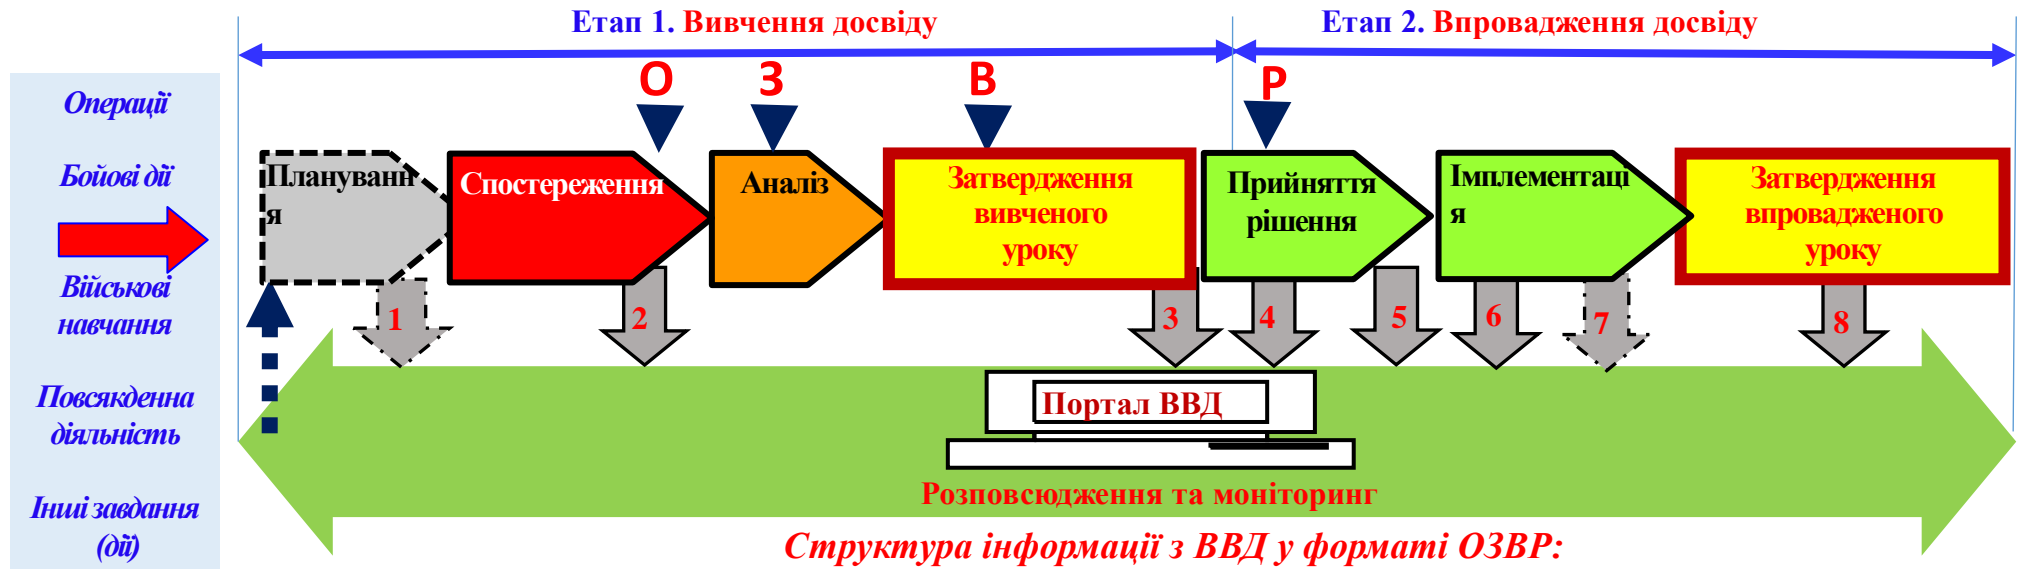 Етап 1. Вивчення досвіду
Етап 2. Впровадження досвіду
О
З
В
Р
Операції
Бойові дії
Військові
навчання
Повсякденна
діяльність
Інші завдання
(дії)
Плануванн
я
Спостереження
Аналіз
Затвердження
вивченого
уроку
Прийняття
рішення
Імплементаці
я
Затвердження
впровадженого
уроку
1
2
3
4
5
6
7
8
Портал ВВД
Розповсюдження та моніторинг
Структура інформації з ВВД у форматі ОЗВР: